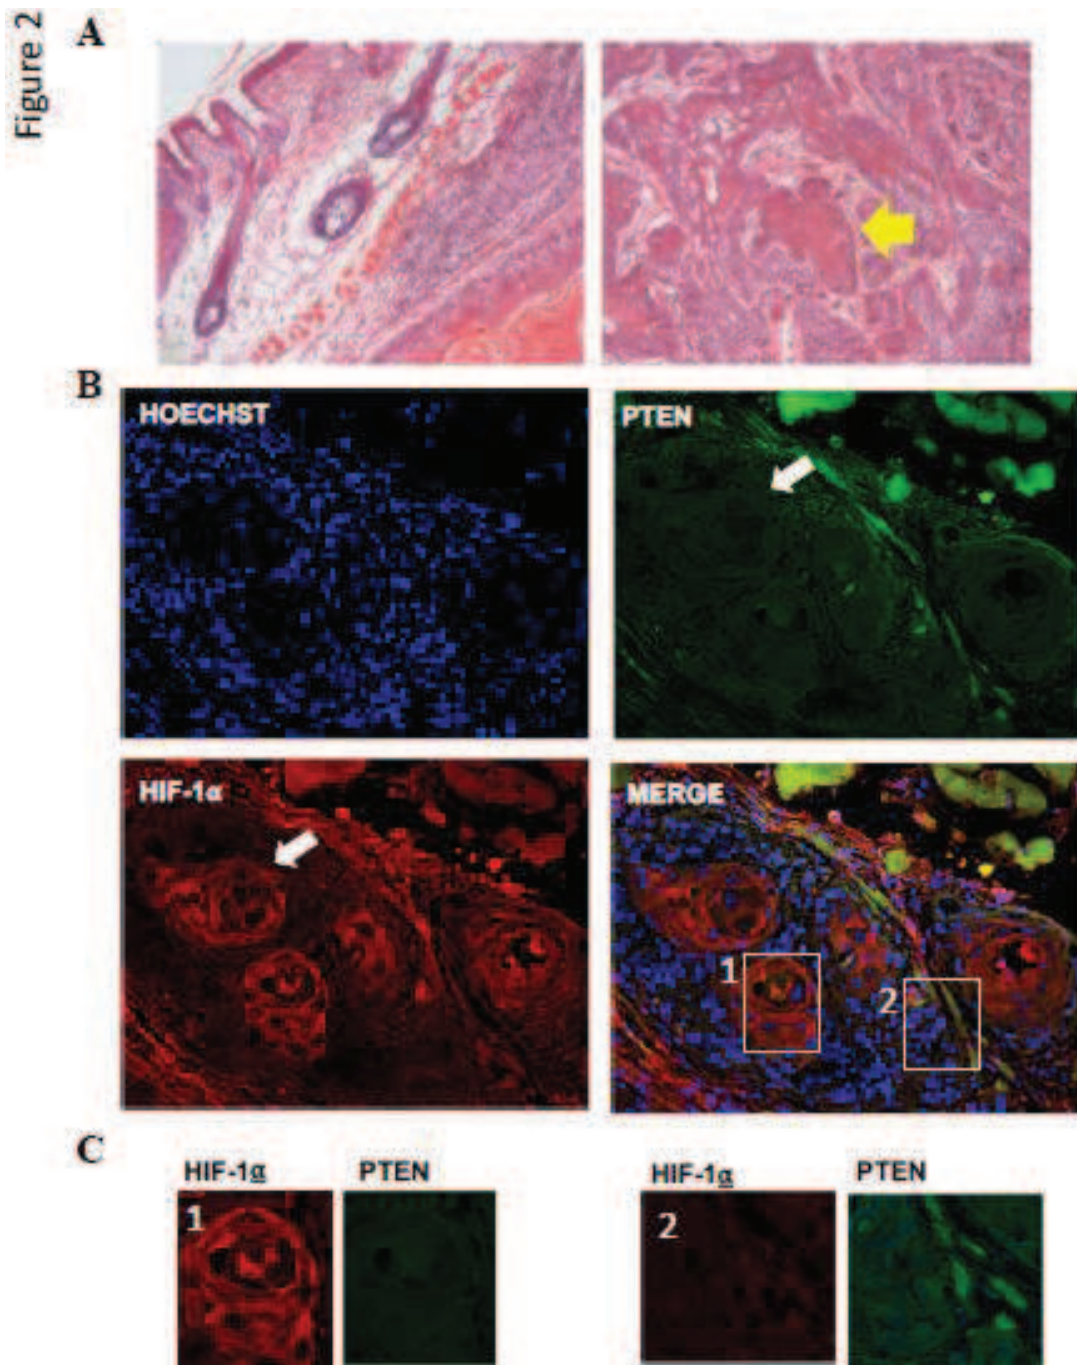 Figure 2
A
B
HOECHST
PTEN
HIF-1α
MERGE
1
2
C
HIF-1α
PTEN
HIF-1α
PTEN
1
2